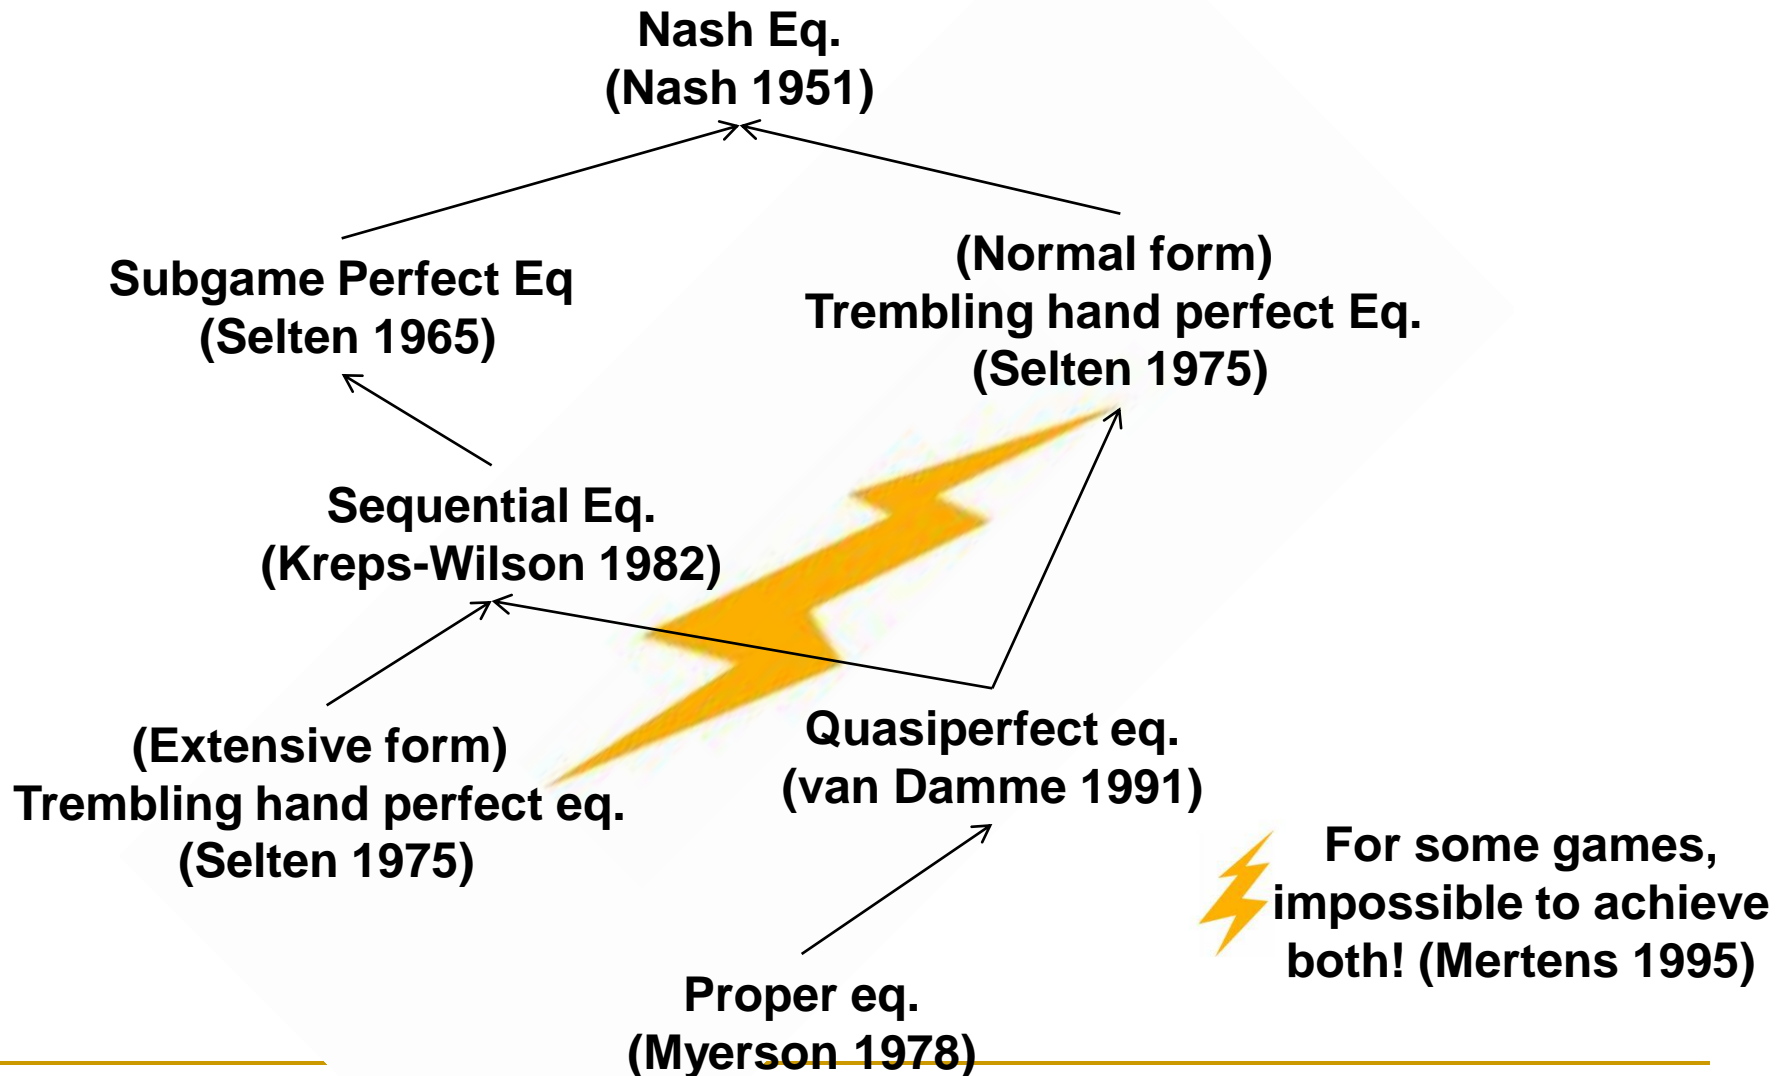 Nash Eq.
(Nash 1951)
Subgame Perfect Eq
(Selten 1965)
(Normal form)
Trembling hand perfect Eq.
(Selten 1975)
Sequential Eq.
(Kreps-Wilson 1982)
(Extensive form)
Trembling hand perfect eq.
(Selten 1975)
Quasiperfect eq.
(van Damme 1991)
For some games,
impossible to achieve
both! (Mertens 1995)
Proper eq.
(Myerson 1978)